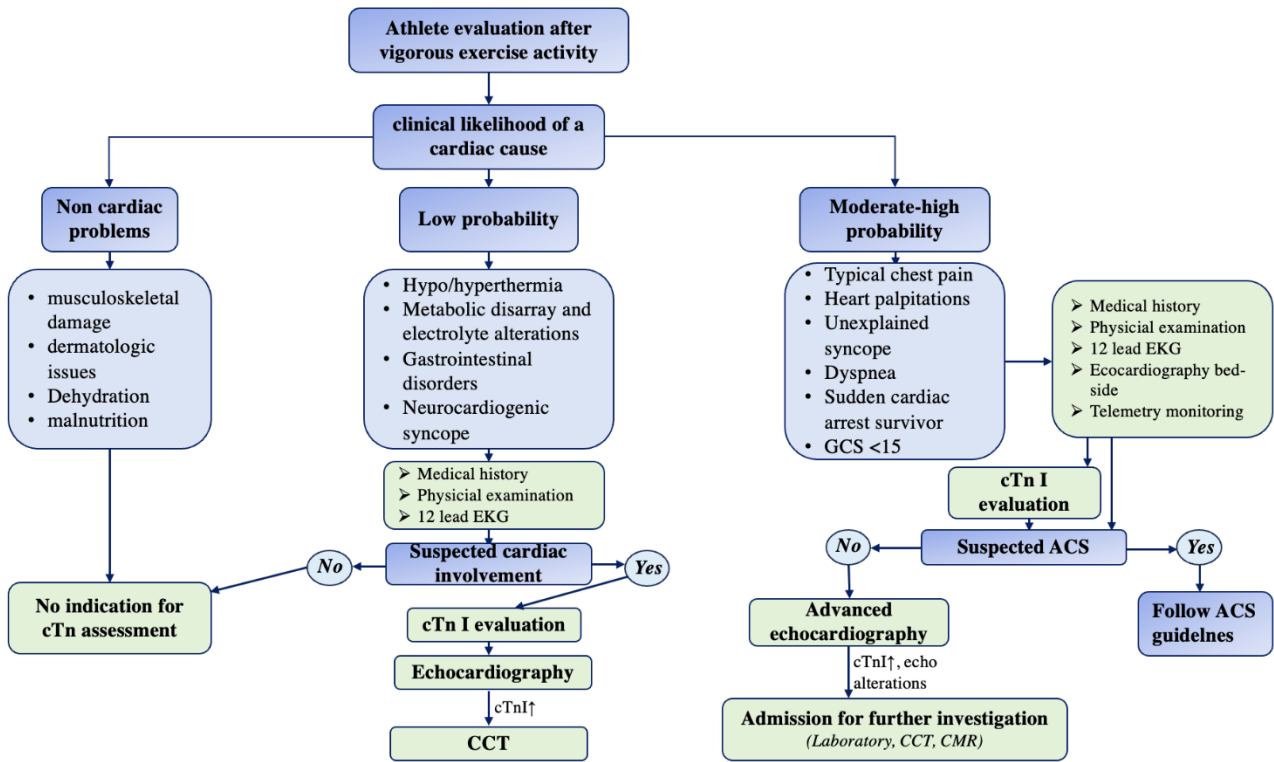 Athlete evaluation after
vigorous exercise activity
clinical likelihood of a
cardiac cause
Non cardiac
problems
• musculoskeletal
damage
• dermatologic
issues
• Dehydration
• malnutrition
Low probability
• Hypo/hyperthermia
• Metabolic disarray and
electrolyte alterations
• Gastrointestinal
disorders
• Neurocardiogenic
syncope
➢ Medical history
➢ Physicial examination
➢ 12 lead EKG
Suspected cardiac
involvement
No
Yes
No indication for
cTn assessment
cTn I evaluation
Echocardiography
cTnI↑
CCT
Moderate-high
probability
• Typical chest pain
• Heart palpitations
• Unexplained
syncope
• Dyspnea
• Sudden cardiac
arrest survivor
• GCS <15
➢ Medical history
➢ Physicial examination
➢ 12 lead EKG
➢ Ecocardiography bed-
side
➢ Telemetry monitoring
cTn I
evaluation
Suspected ACS
No
Yes
Advanced
echocardiography
cTnI↑, echo
alterations
Admission for further investigation
(Laboratory, CCT, CMR)
Follow ACS
guidelnes